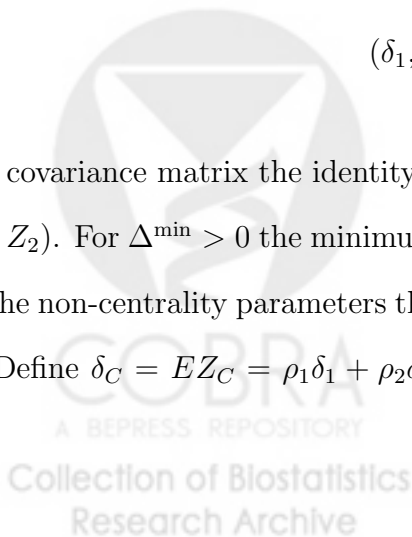 (δ₁,
covariance matrix the identity
Z₂). For Δᵐⁱⁿ > 0 the minimu
he non-centrality parameters th
Define δ_C = EZ_C = ρ₁δ₁ + ρ₂
COBRA
A BEPRESS REPOSITORY
Collection of Biostatistics
Research Archive